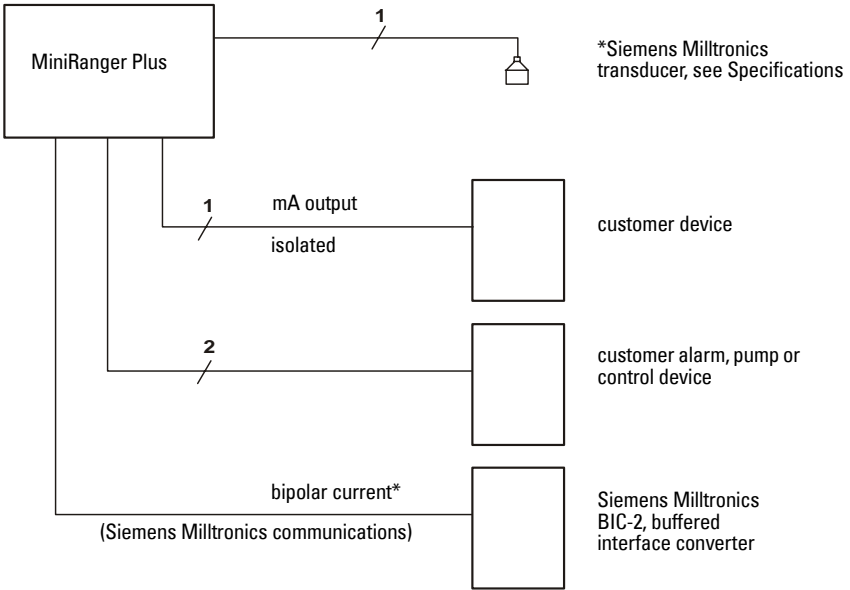 1
MiniRanger Plus
*Siemens Milltronics
transducer, see Specifications
1
mA output
isolated
customer device
2
customer alarm, pump or
control device
bipolar current*
(Siemens Milltronics communications)
Siemens Milltronics
BIC-2, buffered
interface converter